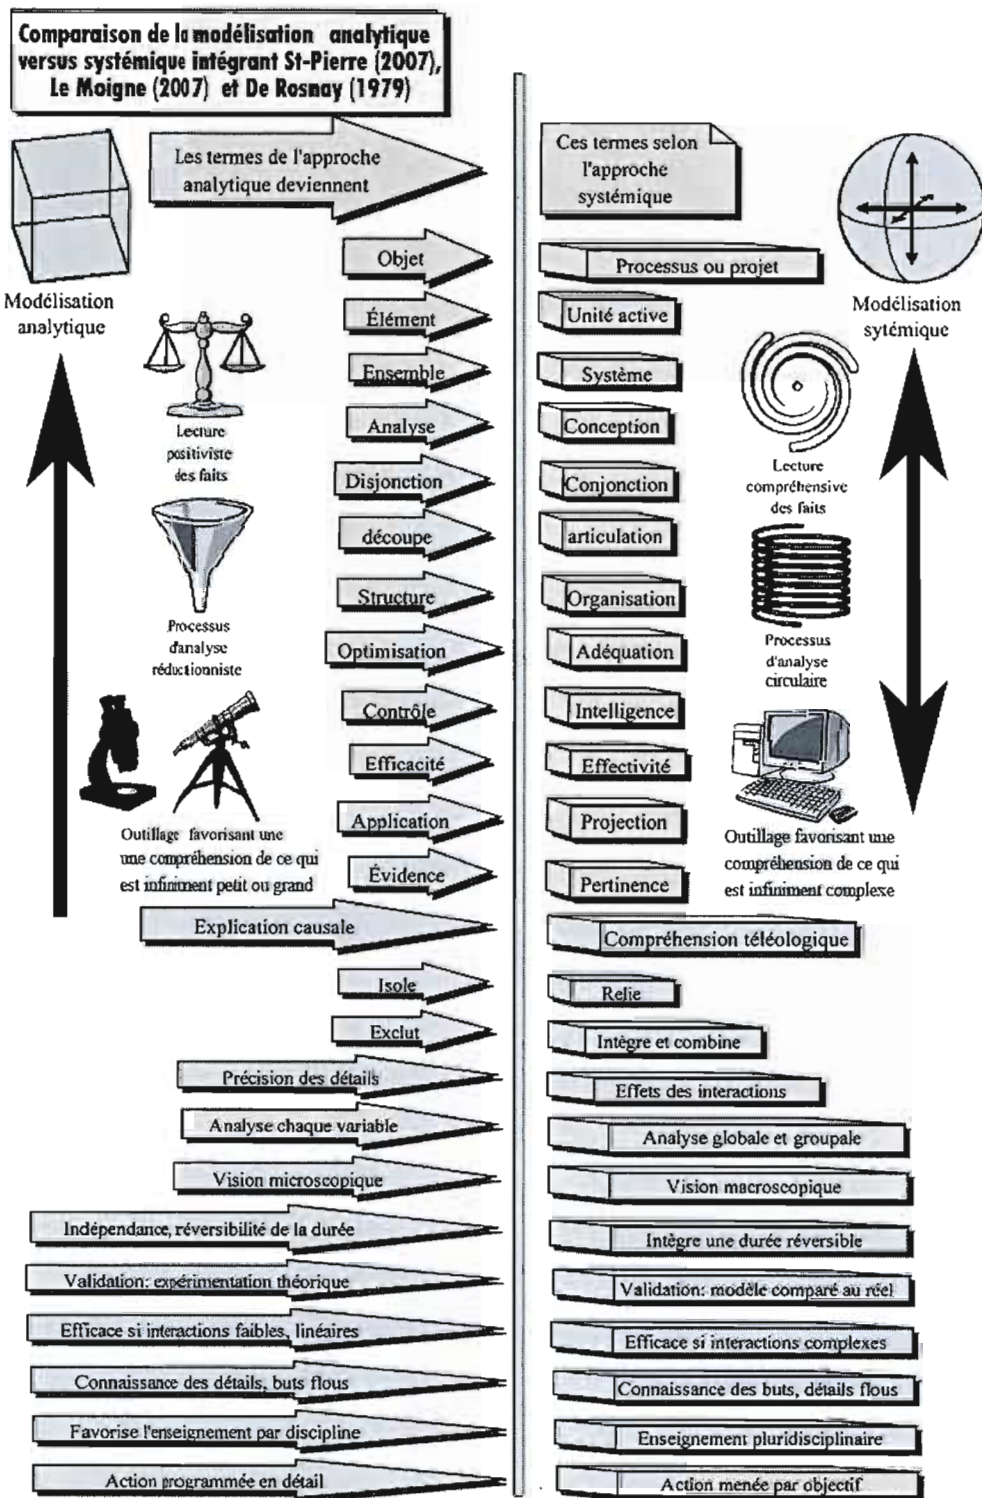 Comparaison de la modélisation analytique
versus systémique intégrant St-Pierre (2007),
Le Moigne (2007) et De Rosnay (1979)
Les termes de l'approche
analytique deviennent
Ces termes selon
l'approche
systémique
Modélisation
analytique
Modélisation
sytémique
Objet
Processus ou projet
Élément
Unité active
Ensemble
Système
Analyse
Conception
Lecture
positiviste
des faits
Lecture
compréhensive
des faits
Disjonction
Conjonction
découpe
articulation
Structure
Organisation
Processus
d'analyse
réductionniste
Processus
d'analyse
circulaire
Optimisation
Adéquation
Contrôle
Intelligence
Efficacité
Effectivité
Application
Projection
Outillage favorisant une
une compréhension de ce qui
est infiniment petit ou grand
Outillage favorisant une
compréhension de ce qui
est infiniment complexe
Évidence
Pertinence
Explication causale
Compréhension téléologique
Isole
Relie
Exclut
Intègre et combine
Précision des détails
Effets des interactions
Analyse chaque variable
Analyse globale et groupale
Vision microscopique
Vision macroscopique
Indépendance, réversibilité de la durée
Intègre une durée réversible
Validation: expérimentation théorique
Validation: modèle comparé au réel
Efficace si interactions faibles, linéaires
Efficace si interactions complexes
Connaissance des détails, buts flous
Connaissance des buts, détails flous
Favorise l'enseignement par discipline
Enseignement pluridisciplinaire
Action programmée en détail
Action menée par objectif